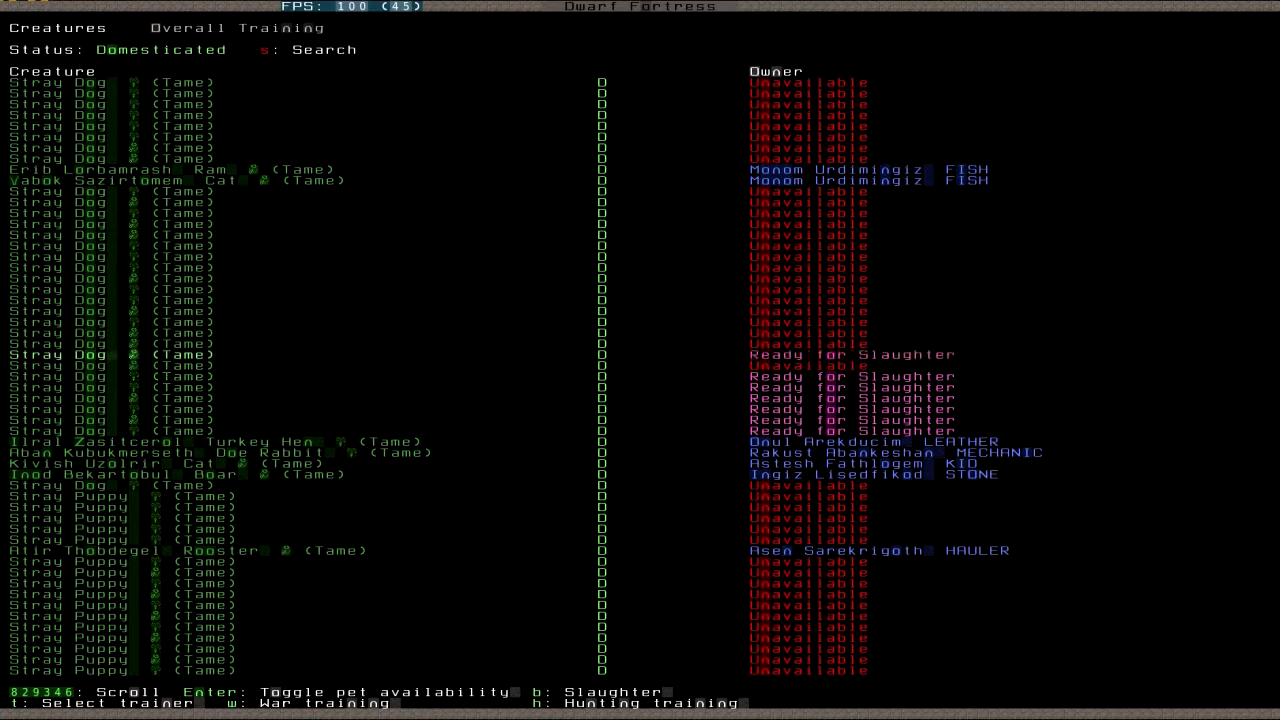 FPS: 100 (45) Dwarf Fortress
Creatures Overall Training
Status: Domesticated s: Search
Creature Owner
Stray Dog ♀ (Tame) D Unavailable
Stray Dog ♀ (Tame) D Unavailable
Stray Dog ♀ (Tame) D Unavailable
Stray Dog ♀ (Tame) D Unavailable
Stray Dog ♀ (Tame) D Unavailable
Stray Dog ♀ (Tame) D Unavailable
Stray Dog ♀ (Tame) D Unavailable
Stray Dog ♀ (Tame) D Unavailable
Erib Lorbamrash Ram ♂ (Tame) D Monom Urdimingiz FISH
Vabok Sazirtomem Cat ♂ (Tame) D Monom Urdimingiz FISH
Stray Dog ♀ (Tame) D Unavailable
Stray Dog ♂ (Tame) D Unavailable
Stray Dog ♀ (Tame) D Unavailable
Stray Dog ♀ (Tame) D Unavailable
Stray Dog ♂ (Tame) D Unavailable
Stray Dog ♀ (Tame) D Unavailable
Stray Dog ♀ (Tame) D Unavailable
Stray Dog ♀ (Tame) D Unavailable
Stray Dog ♀ (Tame) D Unavailable
Stray Dog ♀ (Tame) D Unavailable
Stray Dog ♀ (Tame) D Unavailable
Stray Dog ♂ (Tame) D Unavailable
Stray Dog ♀ (Tame) D Unavailable
Stray Dog ♂ (Tame) D Unavailable
Stray Dog ♂ (Tame) D Unavailable
Stray Dog ♂ (Tame) D Ready for Slaughter
Stray Dog ♀ (Tame) D Unavailable
Stray Dog ♂ (Tame) D Ready for Slaughter
Stray Dog ♂ (Tame) D Ready for Slaughter
Stray Dog ♂ (Tame) D Ready for Slaughter
Stray Dog ♂ (Tame) D Ready for Slaughter
Stray Dog ♂ (Tame) D Ready for Slaughter
Stray Dog ♂ (Tame) D Ready for Slaughter
Ilral Zasitcerol Turkey Hen ♀ (Tame) D Onul Arekducim LEATHER
Aban Kubukmerseth Doe Rabbit ♀ (Tame) D Rakust Abankeshan MECHANIC
Kivish Uzolrir Cat ♂ (Tame) D Astesh Fathlogem KID
Inod Bekartobul Boar ♂ (Tame) D Ingiz Lisedfikod STONE
Stray Dog ♀ (Tame) D Unavailable
Stray Puppy ♀ (Tame) D Unavailable
Stray Puppy ♀ (Tame) D Unavailable
Stray Puppy ♀ (Tame) D Unavailable
Stray Puppy ♀ (Tame) D Unavailable
Stray Puppy ♀ (Tame) D Unavailable
Atir Thobdegel Rooster ♂ (Tame) D Asen Sarekrigoth HAULER
Stray Puppy ♀ (Tame) D Unavailable
Stray Puppy ♂ (Tame) D Unavailable
Stray Puppy ♀ (Tame) D Unavailable
Stray Puppy ♂ (Tame) D Unavailable
Stray Puppy ♂ (Tame) D Unavailable
Stray Puppy ♂ (Tame) D Unavailable
Stray Puppy ♂ (Tame) D Unavailable
Stray Puppy ♂ (Tame) D Unavailable
Stray Puppy ♀ (Tame) D Unavailable
Stray Puppy ♂ (Tame) D Unavailable
Stray Puppy ♀ (Tame) D Unavailable
829346: Scroll Enter: Toggle pet availability b: Slaughter
t: Select trainer w: War training h: Hunting training